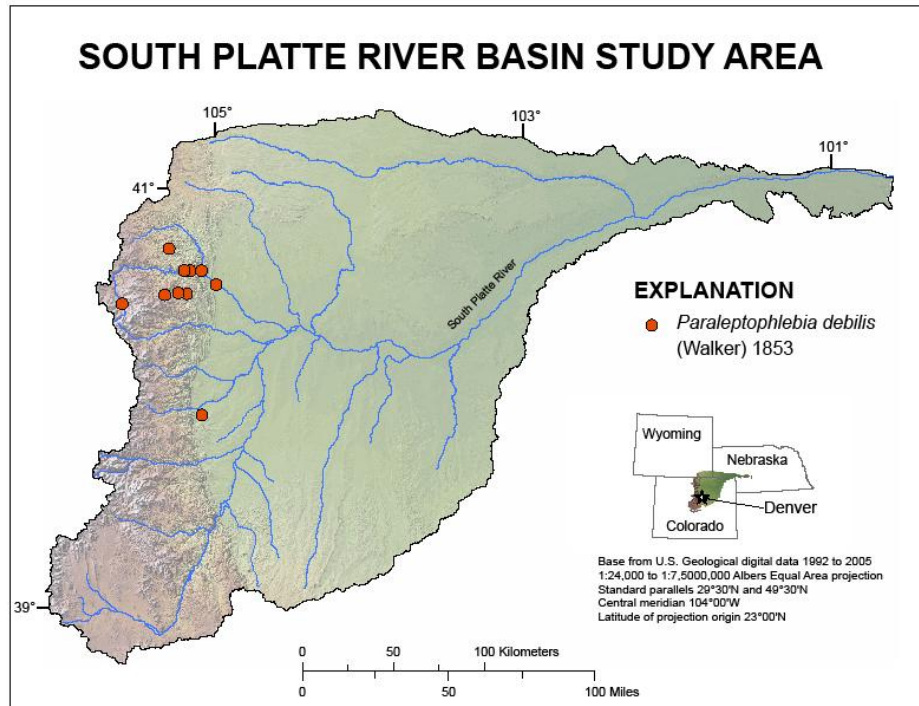 SOUTH PLATTE RIVER BASIN STUDY AREA
105°
103°
101°
41°
South Platte River
EXPLANATION
Paraleptophlebia debilis
(Walker) 1853
Wyoming
Nebraska
Denver
Colorado
Base from U.S. Geological digital data 1992 to 2005
1:24,000 to 1:7,5000,000 Albers Equal Area projection
Standard parallels 29°30'N and 49°30'N
Central meridian 104°00'W
Latitude of projection origin 23°00'N
39°
0 50 100 Kilometers
0 50 100 Miles